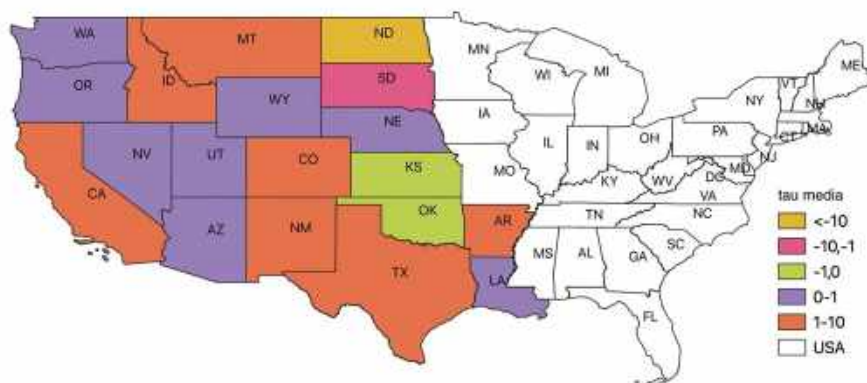 WA
MT
ND
MN
ME
OR
ID
SD
WI
MI
VT
NH
WY
NY
MA
NE
IA
CT
PA
NV
UT
CO
KS
IL
IN
OH
NJ
MD
CA
MO
KY
WV
DC
VA
AZ
NM
OK
AR
TN
NC
SC
TX
MS
AL
GA
LA
FL
tau media
<-10
-10,-1
-1,0
0-1
1-10
USA